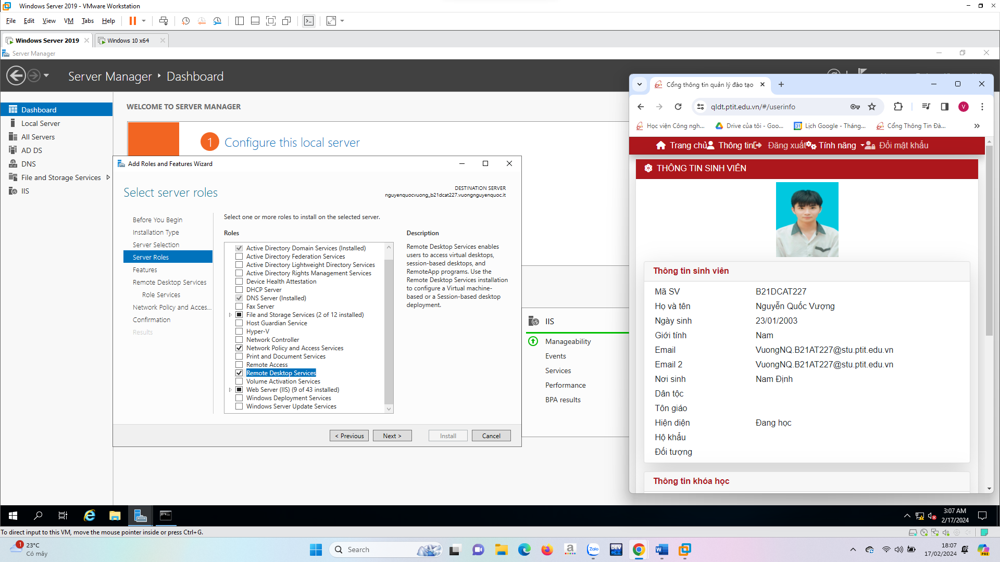 Windows Server 2019 - VMware Workstation
File Edit View VM Tabs Help
Windows Server 2019
Windows 10 x64
Server Manager
Server Manager ‣ Dashboard
Dashboard
Local Server
All Servers
AD DS
DNS
File and Storage Services
IIS
WELCOME TO SERVER MANAGER
1 Configure this local server
Add Roles and Features Wizard
Select server roles
DESTINATION SERVER
nguyenquocvuong_b21dcat227.vuongnguyenquoc.it
Before You Begin
Installation Type
Server Selection
Server Roles
Features
Remote Desktop Services
Role Services
Network Policy and Acces...
Confirmation
Results
Select one or more roles to install on the selected server.
Roles
Active Directory Domain Services (Installed)
Active Directory Federation Services
Active Directory Lightweight Directory Services
Active Directory Rights Management Services
Device Health Attestation
DHCP Server
DNS Server (Installed)
Fax Server
File and Storage Services (2 of 12 installed)
Host Guardian Service
Hyper-V
Network Controller
Network Policy and Access Services
Print and Document Services
Remote Access
Remote Desktop Services
Volume Activation Services
Web Server (IIS) (9 of 43 installed)
Windows Deployment Services
Windows Server Update Services
Description
Remote Desktop Services enables
users to access virtual desktops,
session-based desktops, and
RemoteApp programs. Use the
Remote Desktop Services installation
to configure a Virtual machine-
based or a Session-based desktop
deployment.
< Previous
Next >
Install
Cancel
IIS
Manageability
Events
Services
Performance
BPA results
Cổng thông tin quản lý đào tạo
qldt.ptit.edu.vn/#/userinfo
V
Học viện Công ngh...
Drive của tôi - Goo...
31 Lịch Google - Tháng...
Cổng Thông Tin Đà...
Trang chủ Thông tin Đăng xuất Tính năng Đổi mật khẩu
THÔNG TIN SINH VIÊN
Thông tin sinh viên
Mã SV B21DCAT227
Họ và tên Nguyễn Quốc Vượng
Ngày sinh 23/01/2003
Giới tính Nam
Email VuongNQ.B21AT227@stu.ptit.edu.vn
Email 2 VuongNQ.B21AT227@stu.ptit.edu.vn
Nơi sinh Nam Định
Dân tộc
Tôn giáo
Hiện diện Đang học
Hộ khẩu
Đối tượng
Thông tin khóa học
3:07 AM
2/17/2024
To direct input to this VM, move the mouse pointer inside or press Ctrl+G.
1
23°C
Có mây
Search
a
Zalo
DEV
W
18:07
17/02/2024
PRE